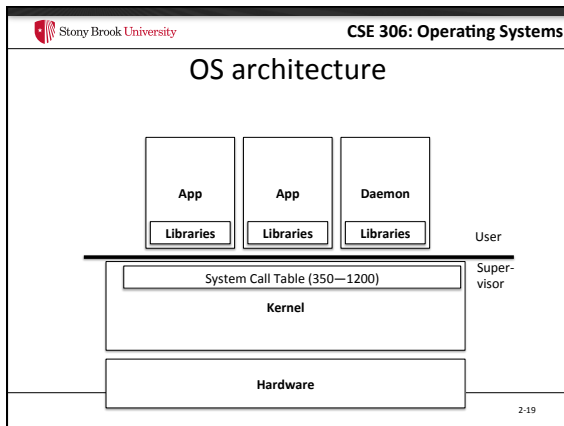 Stony Brook University
CSE 306: Operating Systems
OS architecture
App
App
Daemon
Libraries
Libraries
Libraries
User
Super-
visor
System Call Table (350—1200)
Kernel
Hardware
2-19